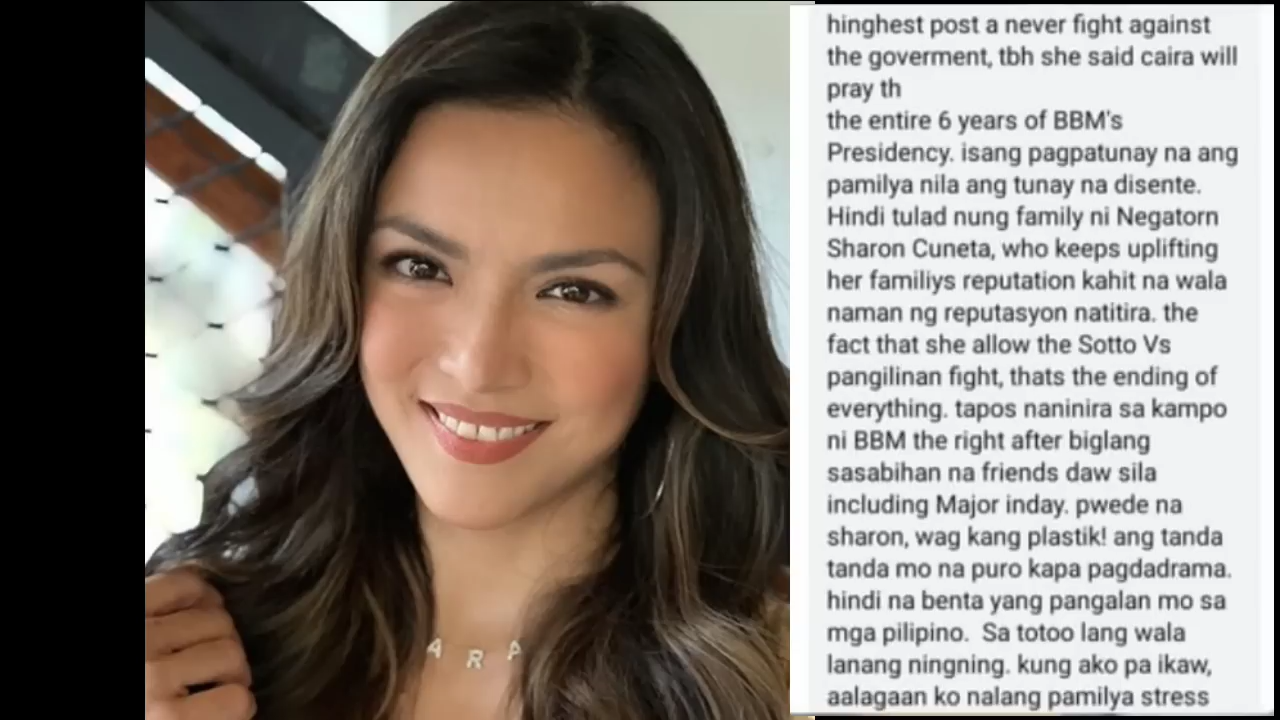 hinghest post a never fight against
the goverment, tbh she said caira will
pray th
the entire 6 years of BBM's
Presidency. isang pagpatunay na ang
pamilya nila ang tunay na disente.
Hindi tulad nung family ni Negatorn
Sharon Cuneta, who keeps uplifting
her familiys reputation kahit na wala
naman ng reputasyon natitira. the
fact that she allow the Sotto Vs
pangilinan fight, thats the ending of
everything. tapos naninira sa kampo
ni BBM the right after biglang
sasabihan na friends daw sila
including Major inday. pwede na
sharon, wag kang plastik! ang tanda
tanda mo na puro kapa pagdadrama.
hindi na benta yang pangalan mo sa
mga pilipino. Sa totoo lang wala
lanang ningning. kung ako pa ikaw,
aalagaan ko nalang pamilya stress
A R A